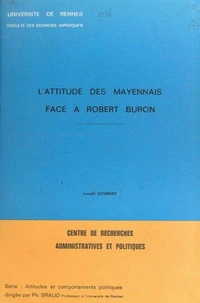 UNIVERSITE DE RENNES
FACULTE DES SCIENCES JURIDIQUES
L'ATTITUDE DES MAYENNAIS
FACE A ROBERT BURON
Joseph
CENTRE DE RECHERCHES
ADMINISTRATIVES ET POLITIQUES
Série : Attitudes et comportements politiques
dirigée par Ph. BRAUD Professeur à l'Université de Rennes